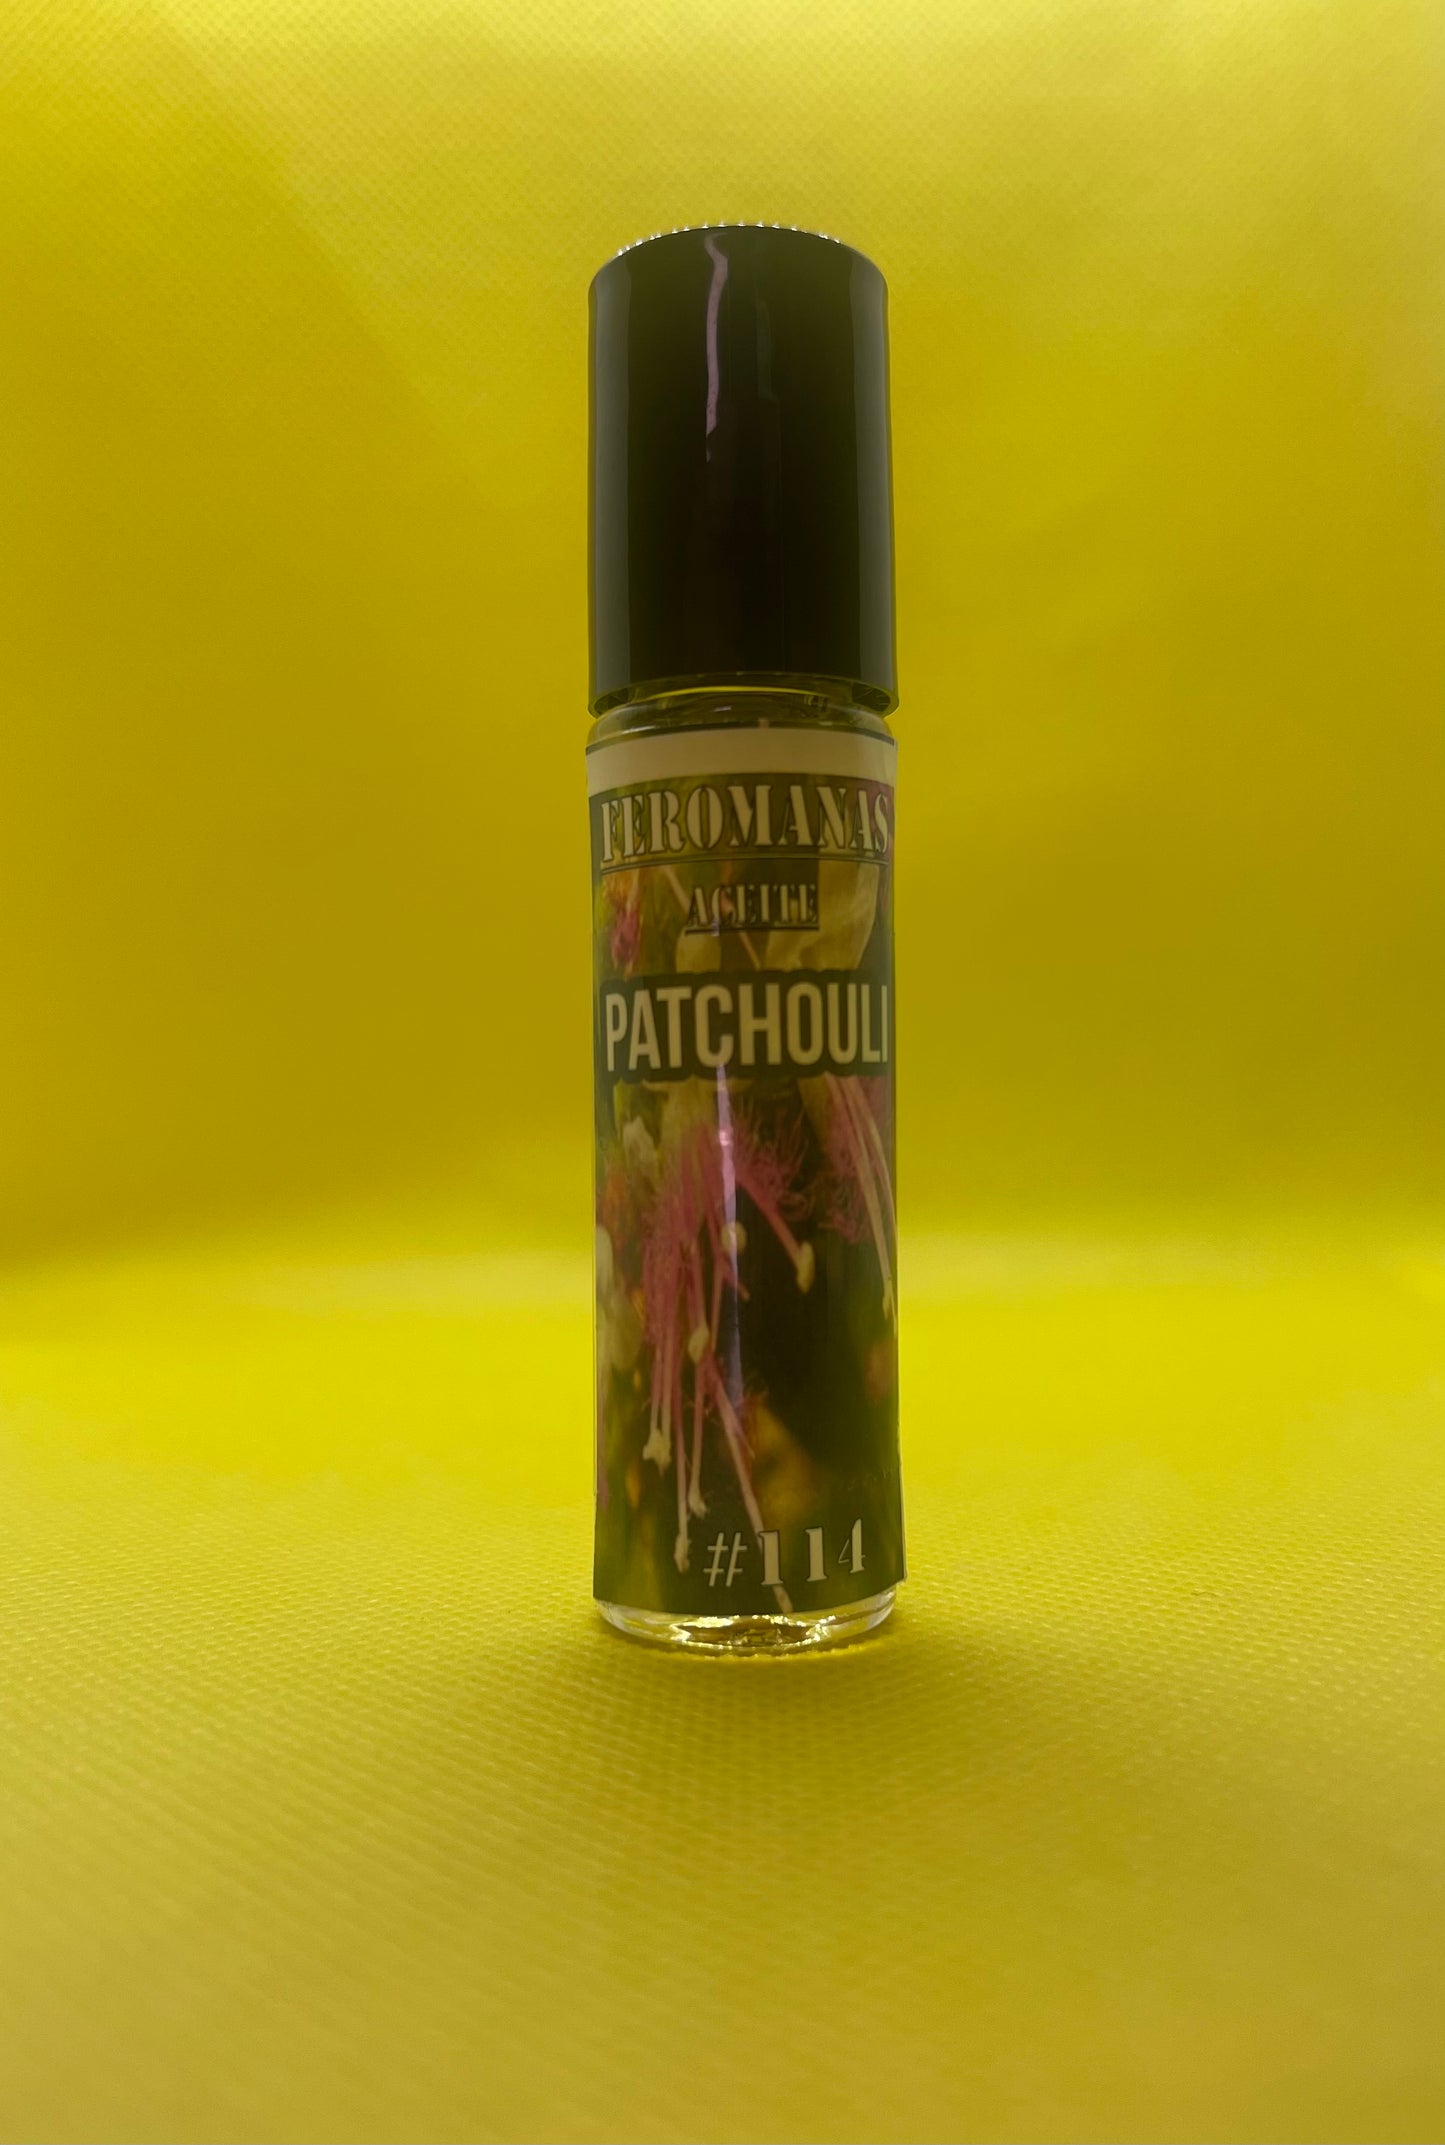 FEROMANAS
ACEITE
PATCHOULI
#114